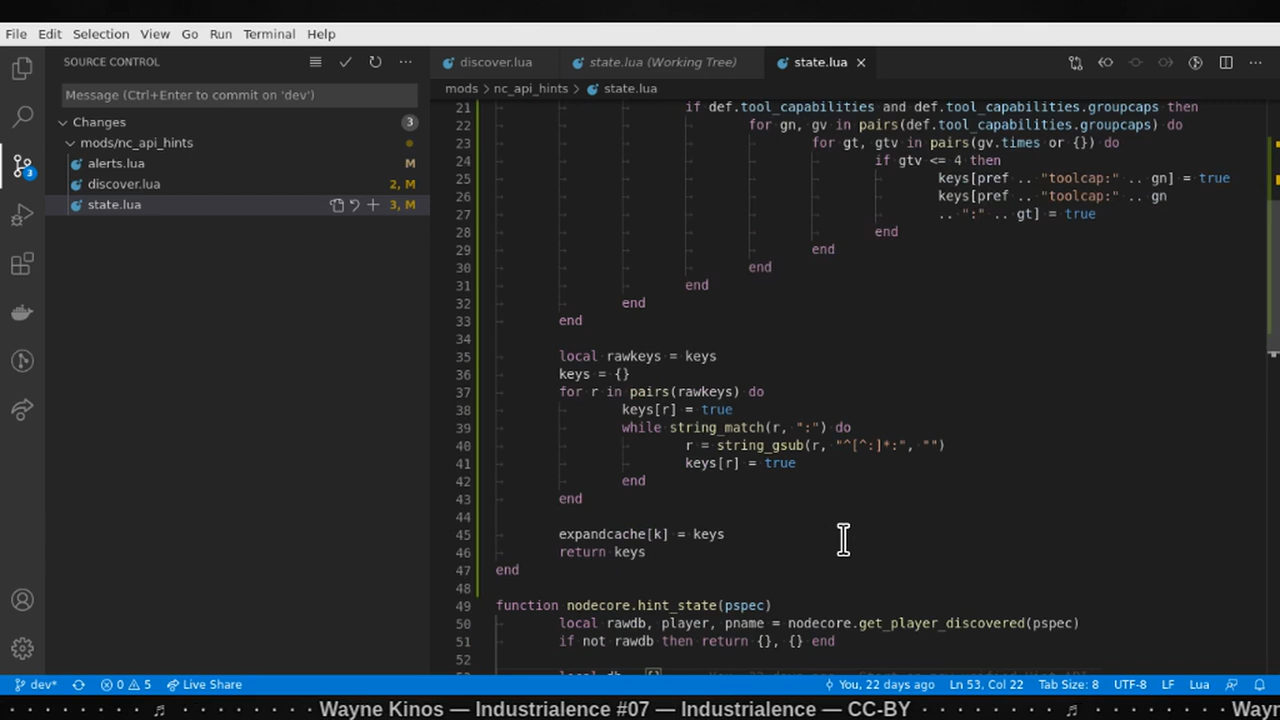 File Edit Selection View Go Run Terminal Help
SOURCE CONTROL
discover.lua
state.lua (Working Tree)
state.lua
Message (Ctrl+Enter to commit on 'dev')
mods > nc_api_hints > state.lua
Changes 3
mods/nc_api_hints
alerts.lua M
discover.lua 2, M
state.lua 3, M
3
21 if def.tool_capabilities and def.tool_capabilities.groupcaps then
22 for gn, gv in pairs(def.tool_capabilities.groupcaps) do
23 for gt, gtv in pairs(gv.times or {}) do
24 if gtv <= 4 then
25 keys[pref .. "toolcap:" .. gn] = true
26 keys[pref .. "toolcap:" .. gn
27 .. ":" .. gt] = true
28 end
29 end
30 end
31 end
32 end
33 end
34
35 local rawkeys = keys
36 keys = {}
37 for r in pairs(rawkeys) do
38 keys[r] = true
39 while string_match(r, ":") do
40 r = string_gsub(r, "^[^:]*:", "")
41 keys[r] = true
42 end
43 end
44
45 expandcache[k] = keys
46 return keys
47 end
48
49 function nodecore.hint_state(pspec)
50 local rawdb, player, pname = nodecore.get_player_discovered(pspec)
51 if not rawdb then return {}, {} end
52
dev* 0 5 Live Share You, 22 days ago Ln 53, Col 22 Tab Size: 8 UTF-8 LF Lua
Wayne Kinos — Industrialence #07 — Industrialence — CC-BY Way